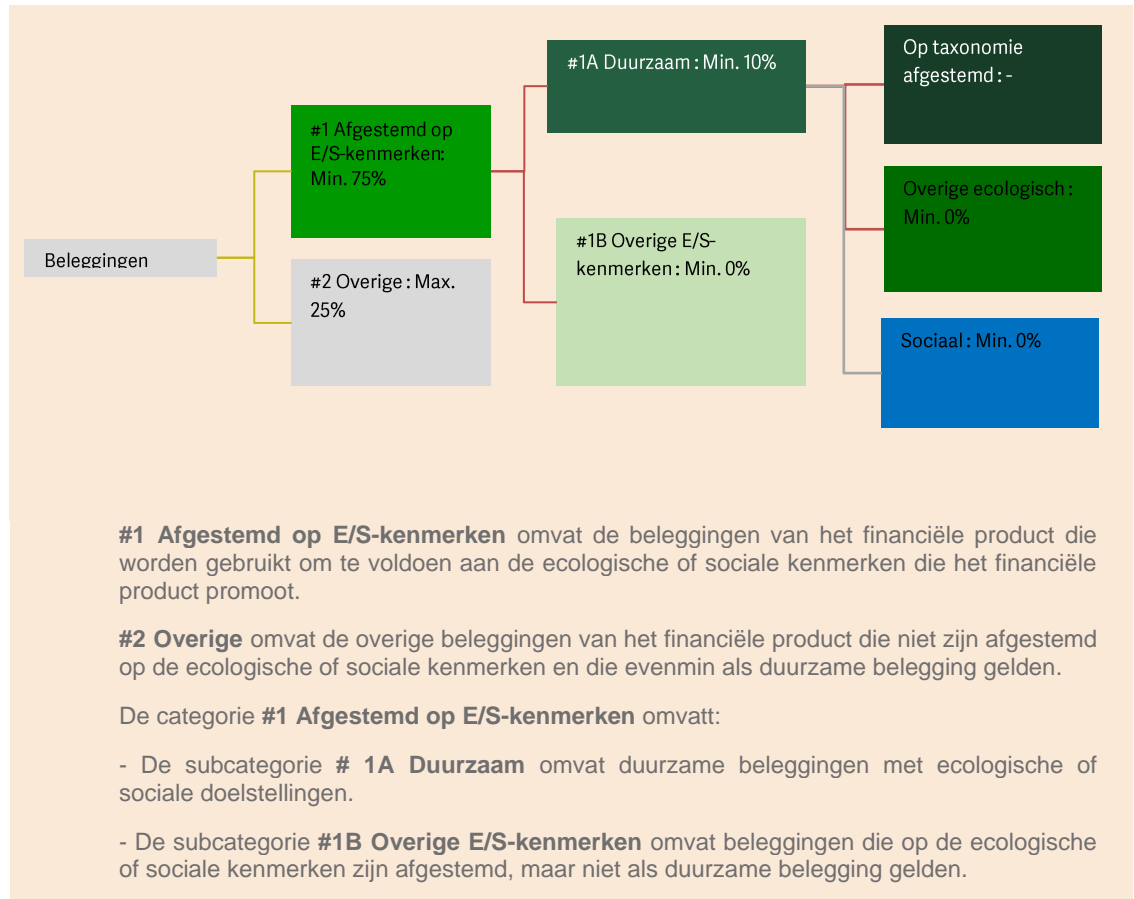 Beleggingen
#1 Afgestemd op
E/S-kenmerken:
Min. 75%
#2 Overige : Max.
25%
#1A Duurzaam : Min. 10%
#1B Overige E/S-
kenmerken : Min. 0%
Op taxonomie
afgestemd : -
Overige ecologisch :
Min. 0%
Sociaal : Min. 0%
#1 Afgestemd op E/S-kenmerken omvat de beleggingen van het financiële product die
worden gebruikt om te voldoen aan de ecologische of sociale kenmerken die het financiële
product promoot.
#2 Overige omvat de overige beleggingen van het financiële product die niet zijn afgestemd
op de ecologische of sociale kenmerken en die evenmin als duurzame belegging gelden.
De categorie #1 Afgestemd op E/S-kenmerken omvatt:
- De subcategorie # 1A Duurzaam omvat duurzame beleggingen met ecologische of
sociale doelstellingen.
- De subcategorie #1B Overige E/S-kenmerken omvat beleggingen die op de ecologische
of sociale kenmerken zijn afgestemd, maar niet als duurzame belegging gelden.